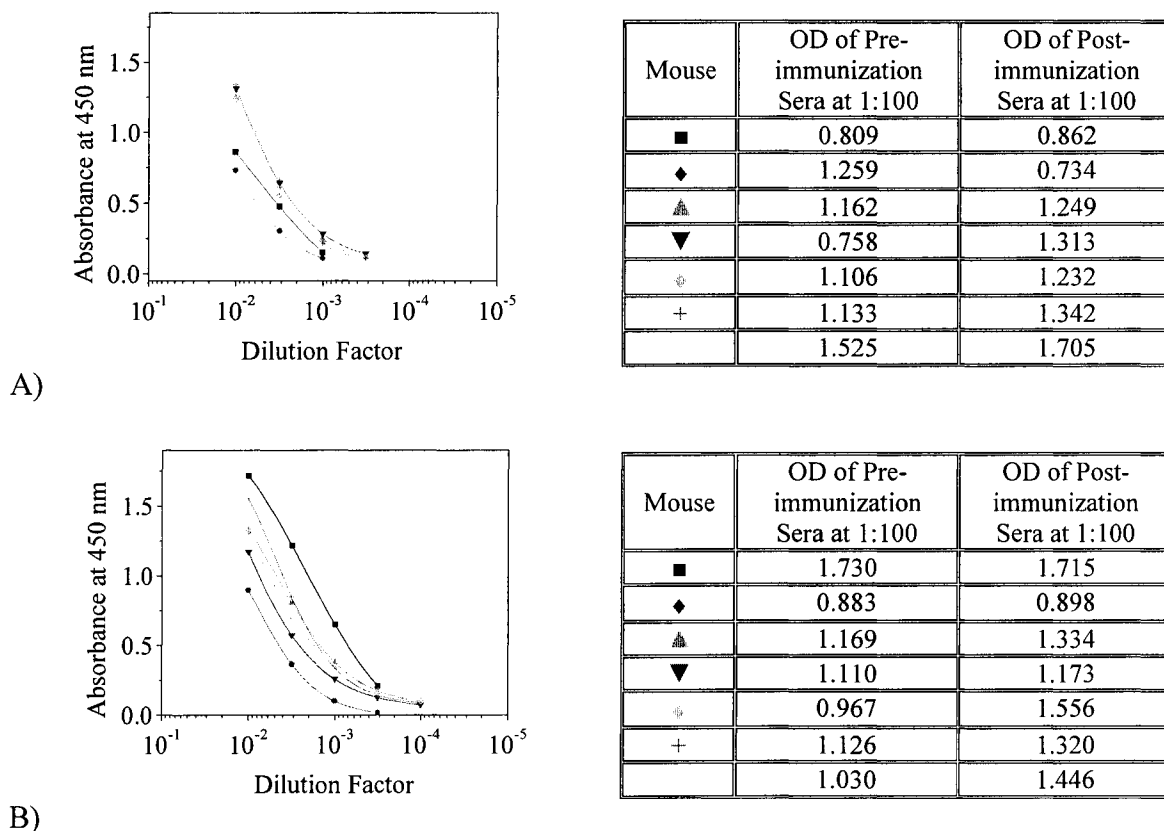 1.5
1.0
0.5
0.0
Absorbance at 450 nm
10-1 10-2 10-3 10-4 10-5
Dilution Factor
A)
Mouse OD of Pre-immunization Sera at 1:100 OD of Post-immunization Sera at 1:100
■ 0.809 0.862
♦ 1.259 0.734
▲ 1.162 1.249
▼ 0.758 1.313
1.106 1.232
+ 1.133 1.342
1.525 1.705
1.5
1.0
0.5
0.0
Absorbance at 450 nm
10-1 10-2 10-3 10-4 10-5
Dilution Factor
B)
Mouse OD of Pre-immunization Sera at 1:100 OD of Post-immunization Sera at 1:100
■ 1.730 1.715
♦ 0.883 0.898
▲ 1.169 1.334
▼ 1.110 1.173
0.967 1.556
+ 1.126 1.320
1.030 1.446